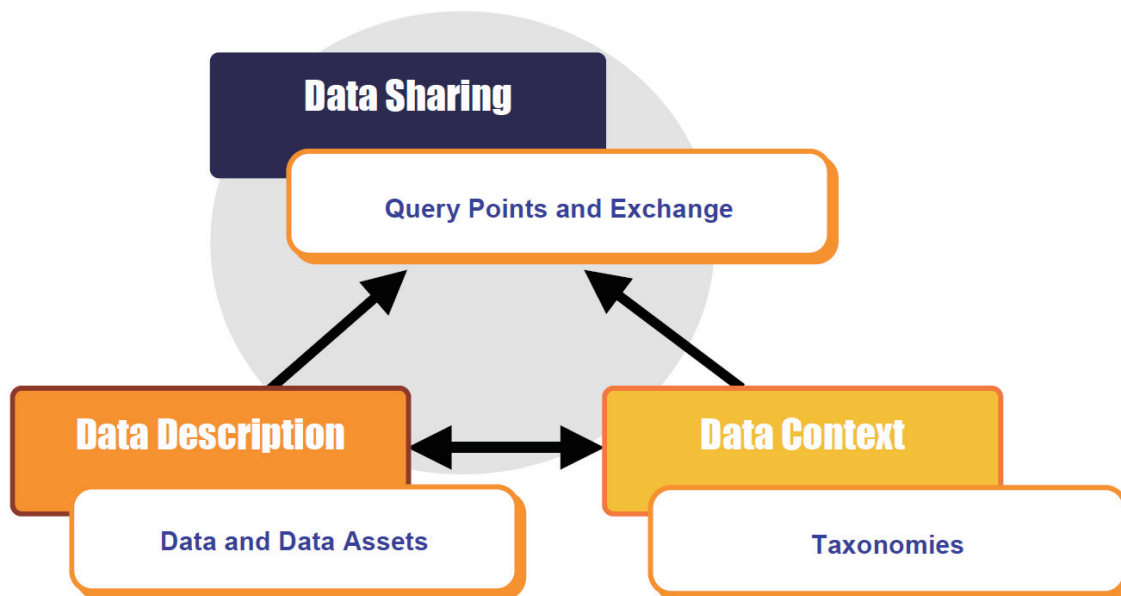 Data Sharing
Query Points and Exchange
Data Description
Data and Data Assets
Data Context
Taxonomies